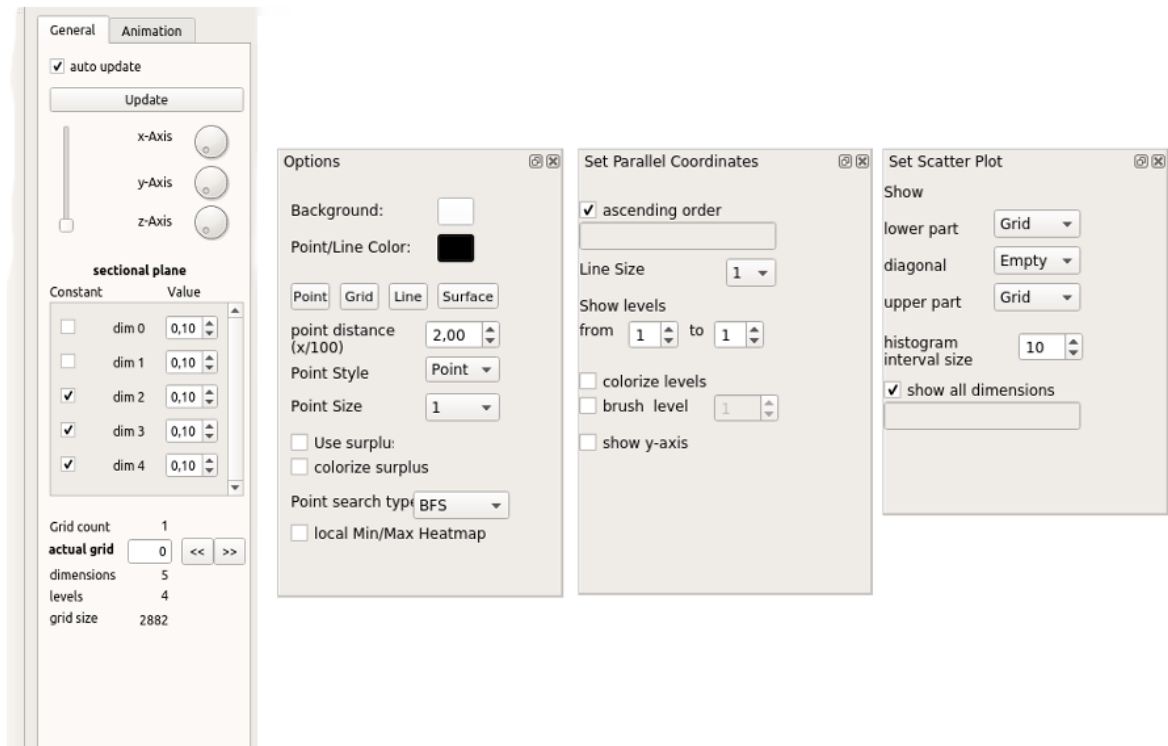 General Animation
auto update
Update
x-Axis
y-Axis
z-Axis
sectional plane
Constant Value
dim 0 0,10
dim 1 0,10
dim 2 0,10
dim 3 0,10
dim 4 0,10
Grid count 1
actual grid 0 << >>
dimensions 5
levels 4
grid size 2882
Options
Background:
Point/Line Color:
Point Grid Line Surface
point distance
(x/100) 2,00
Point Style Point
Point Size 1
Use surplu
colorize surplus
Point search type BFS
local Min/Max Heatmap
Set Parallel Coordinates
ascending order
Line Size 1
Show levels
from 1 to 1
colorize levels
brush level 1
show y-axis
Set Scatter Plot
Show
lower part Grid
diagonal Empty
upper part Grid
histogram
interval size 10
show all dimensions